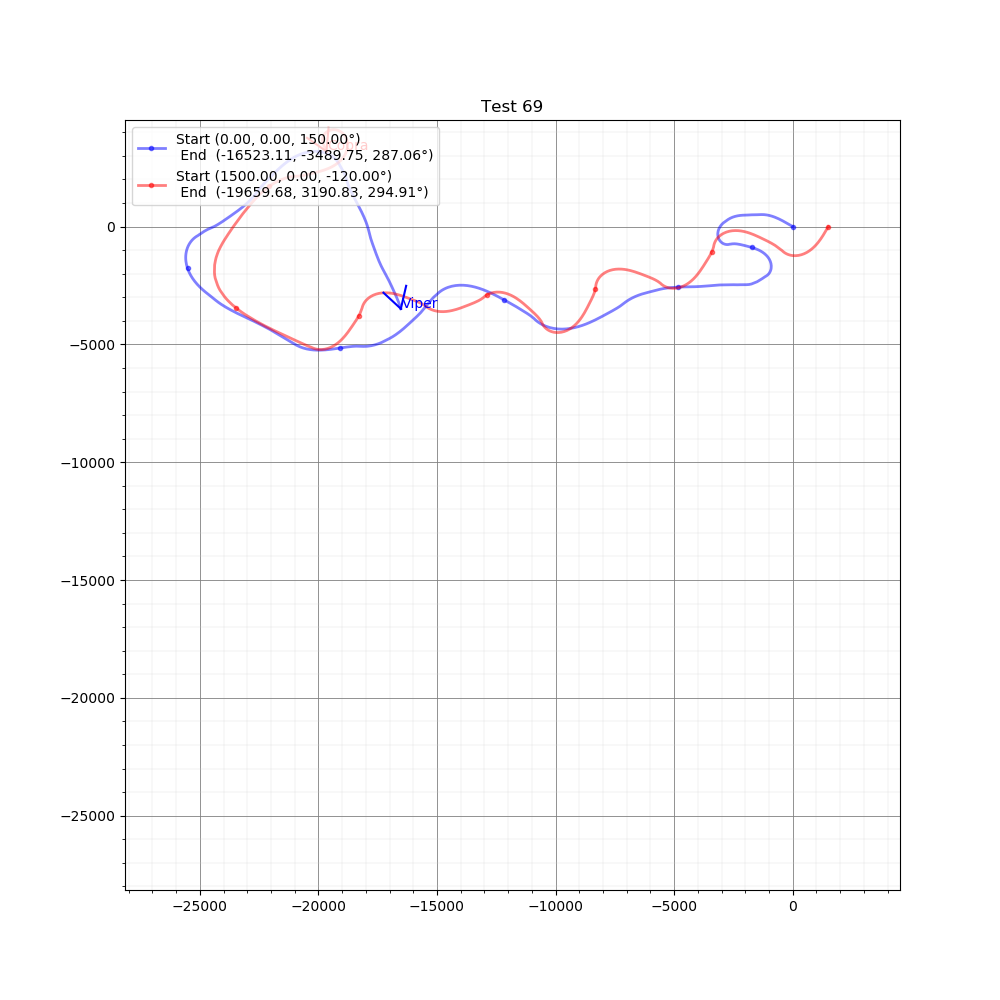 Test 69
Start (0.00, 0.00, 150.00°)
End (-16523.11, -3489.75, 287.06°)
Start (1500.00, 0.00, -120.00°)
End (-19659.68, 3190.83, 294.91°)
Viper
0
−5000
−10000
−15000
−20000
−25000
−25000
−20000
−15000
−10000
−5000
0